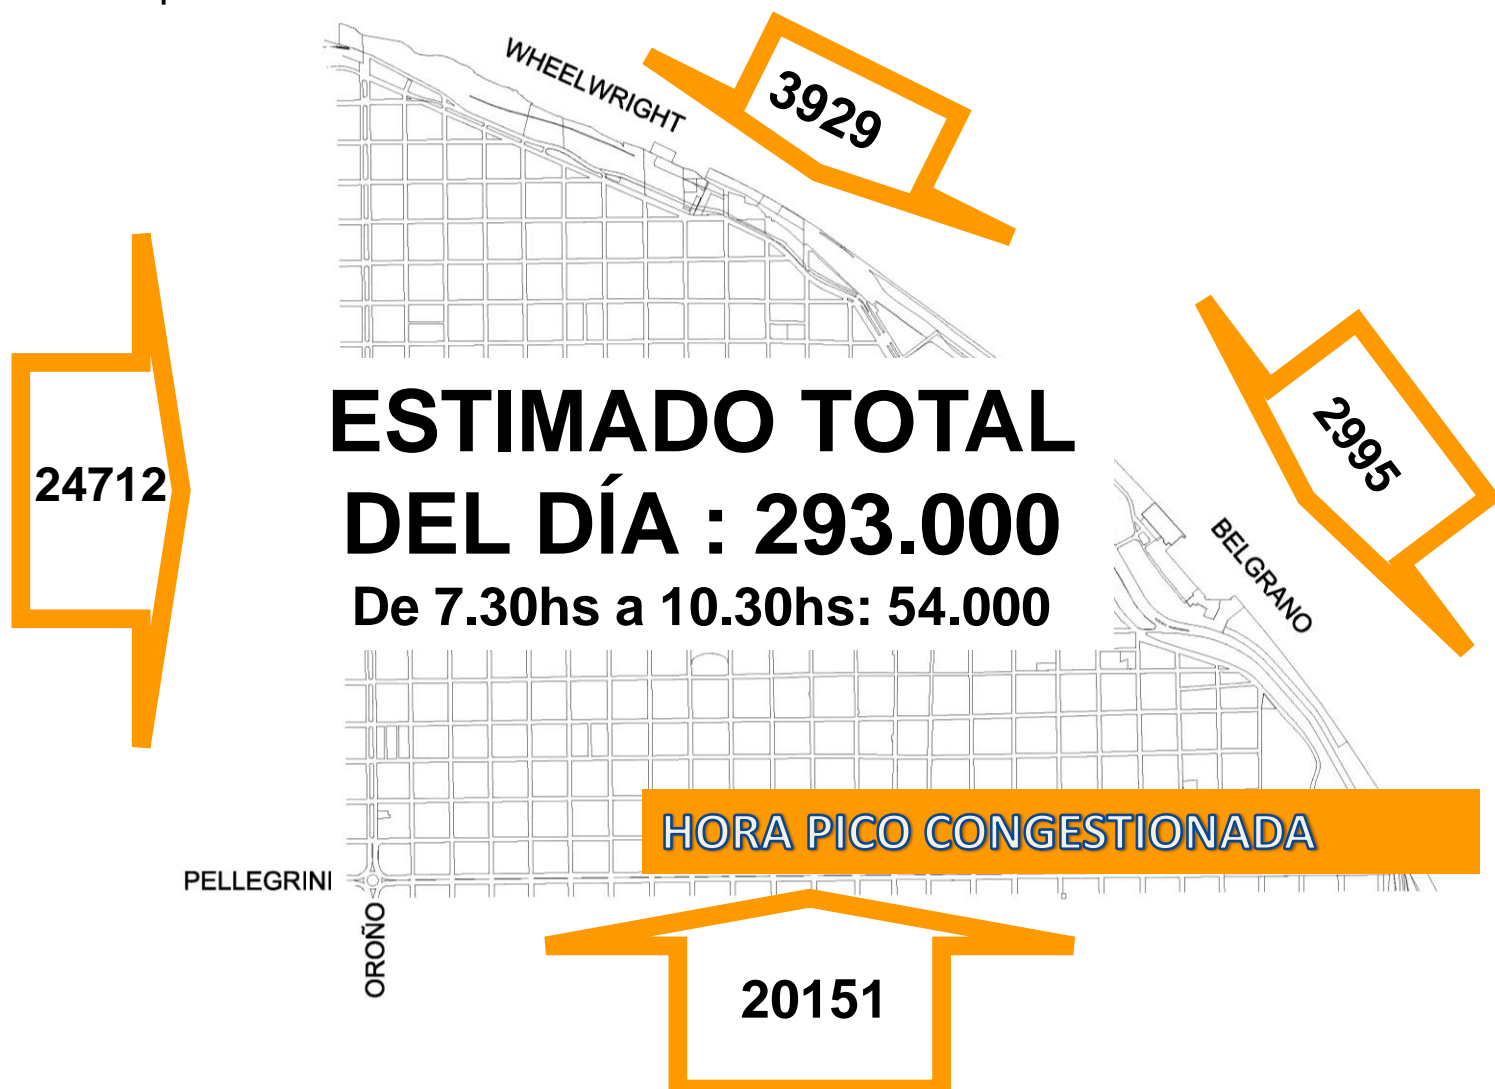 WHEELWRIGHT
3929
24712
ESTIMADO TOTAL
DEL DÍA : 293.000
De 7.30hs a 10.30hs: 54.000
2995
BELGRANO
HORA PICO CONGESTIONADA
PELLEGRINI
OROÑO
20151